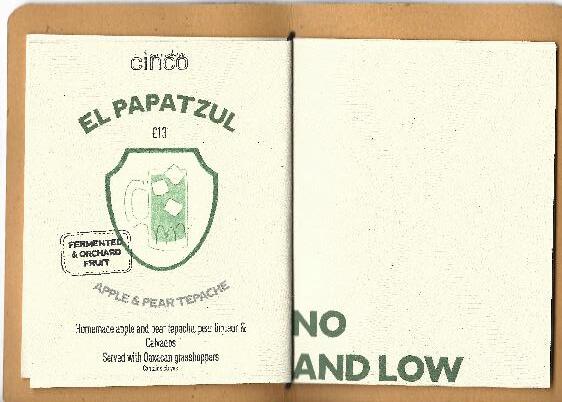 cinco
EL PAPATZUL
£13
FERMENTED
& ORCHARD
FRUIT
APPLE & PEAR TEPACHE
Homemade apple and pear tepache, pear liqueur &
Calvados
Served with Oaxacan grasshoppers
NO
AND LOW